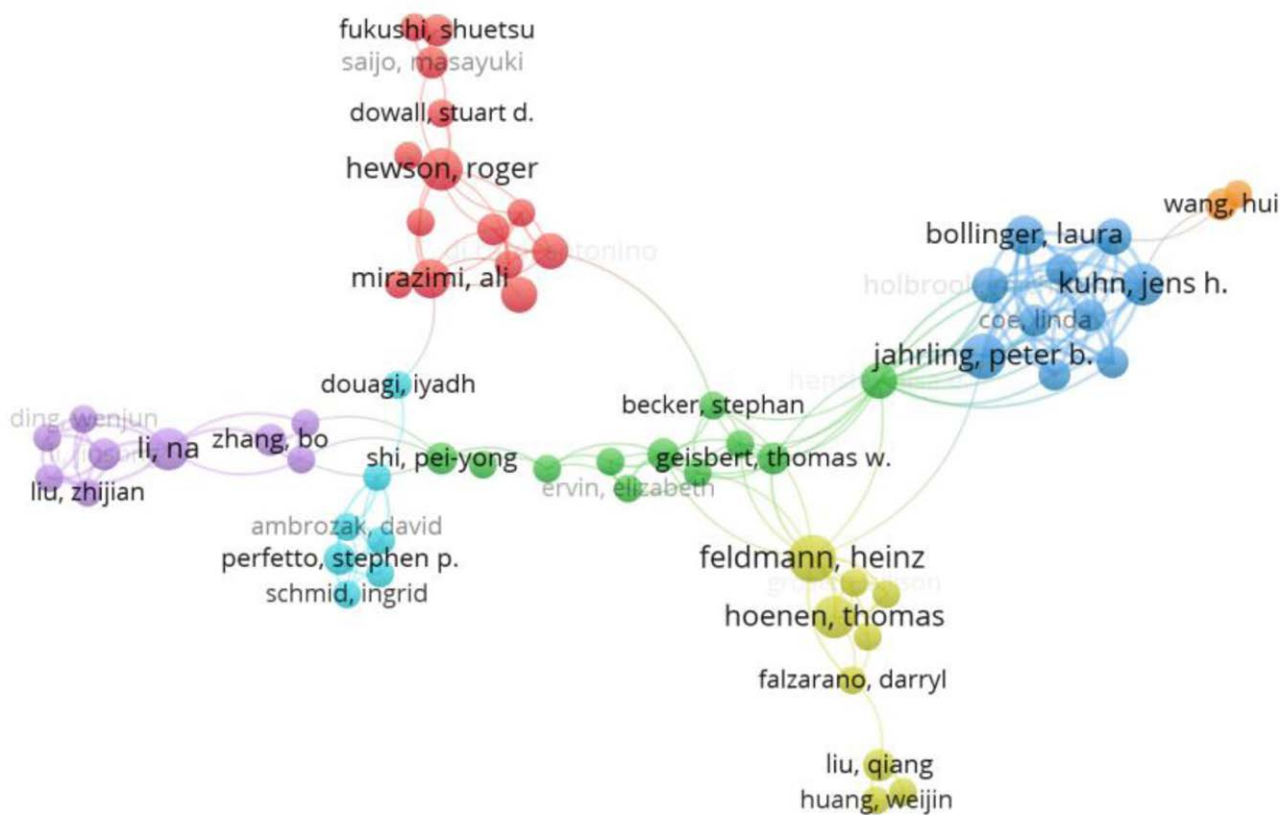 fukushi, shuetsu
saijo, masayuki
dowall, stuart d.
hewson, roger
mirazimi, ali
wang, hui
bollinger, laura
kuhn, jens h.
coe, linda
jahrling, peter b.
douagi, iyadh
becker, stephan
ding, wenjun
li, na
zhang, bo
liu, zhijian
shi, pei-yong
geisbert, thomas w.
ervin, elizabeth
ambrozak, david
perfetto, stephen p.
schmid, ingrid
feldmann, heinz
hoenen, thomas
falzarano, darryl
liu, qiang
huang, weijin